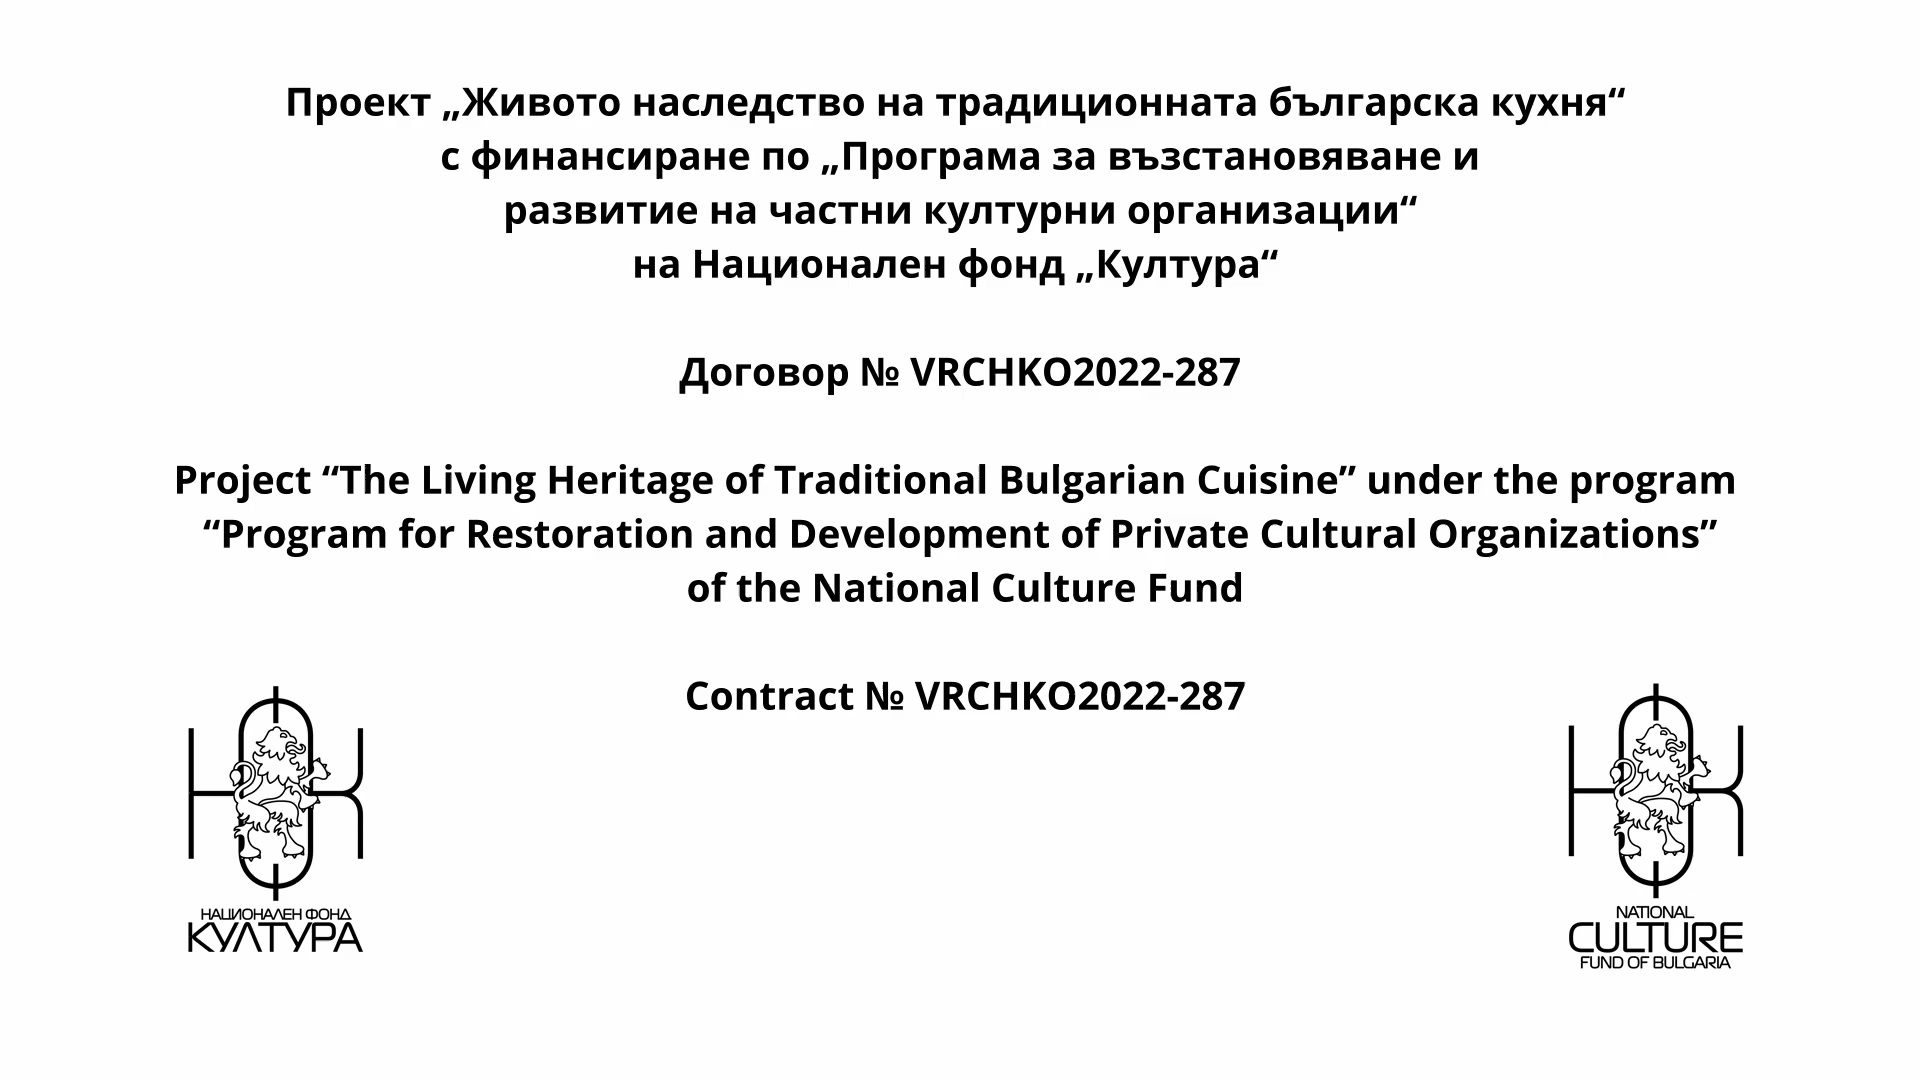 Проект „Живото наследство на традиционната българска кухня“
с финансиране по „Програма за възстановяване и
развитие на частни културни организации“
на Национален фонд „Култура“
Договор № VRCHKO2022-287
Project “The Living Heritage of Traditional Bulgarian Cuisine” under the program
“Program for Restoration and Development of Private Cultural Organizations”
of the National Culture Fund
Contract № VRCHKO2022-287
НАЦИОНАЛЕН ФОНД
КУЛТУРА
NATIONAL
CULTURE
FUND OF BULGARIA